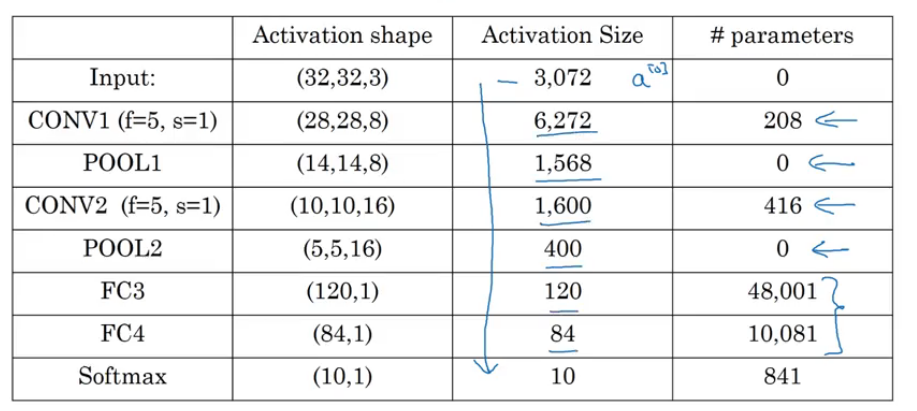 Activation shape Activation Size # parameters
Input: (32,32,3) — 3,072 a[0] 0
CONV1 (f=5, s=1) (28,28,8) 6,272 208 ←
POOL1 (14,14,8) 1,568 0 ←
CONV2 (f=5, s=1) (10,10,16) 1,600 416 ←
POOL2 (5,5,16) 400 0 ←
FC3 (120,1) 120 48,001 }
FC4 (84,1) 84 10,081
Softmax (10,1) 10 841